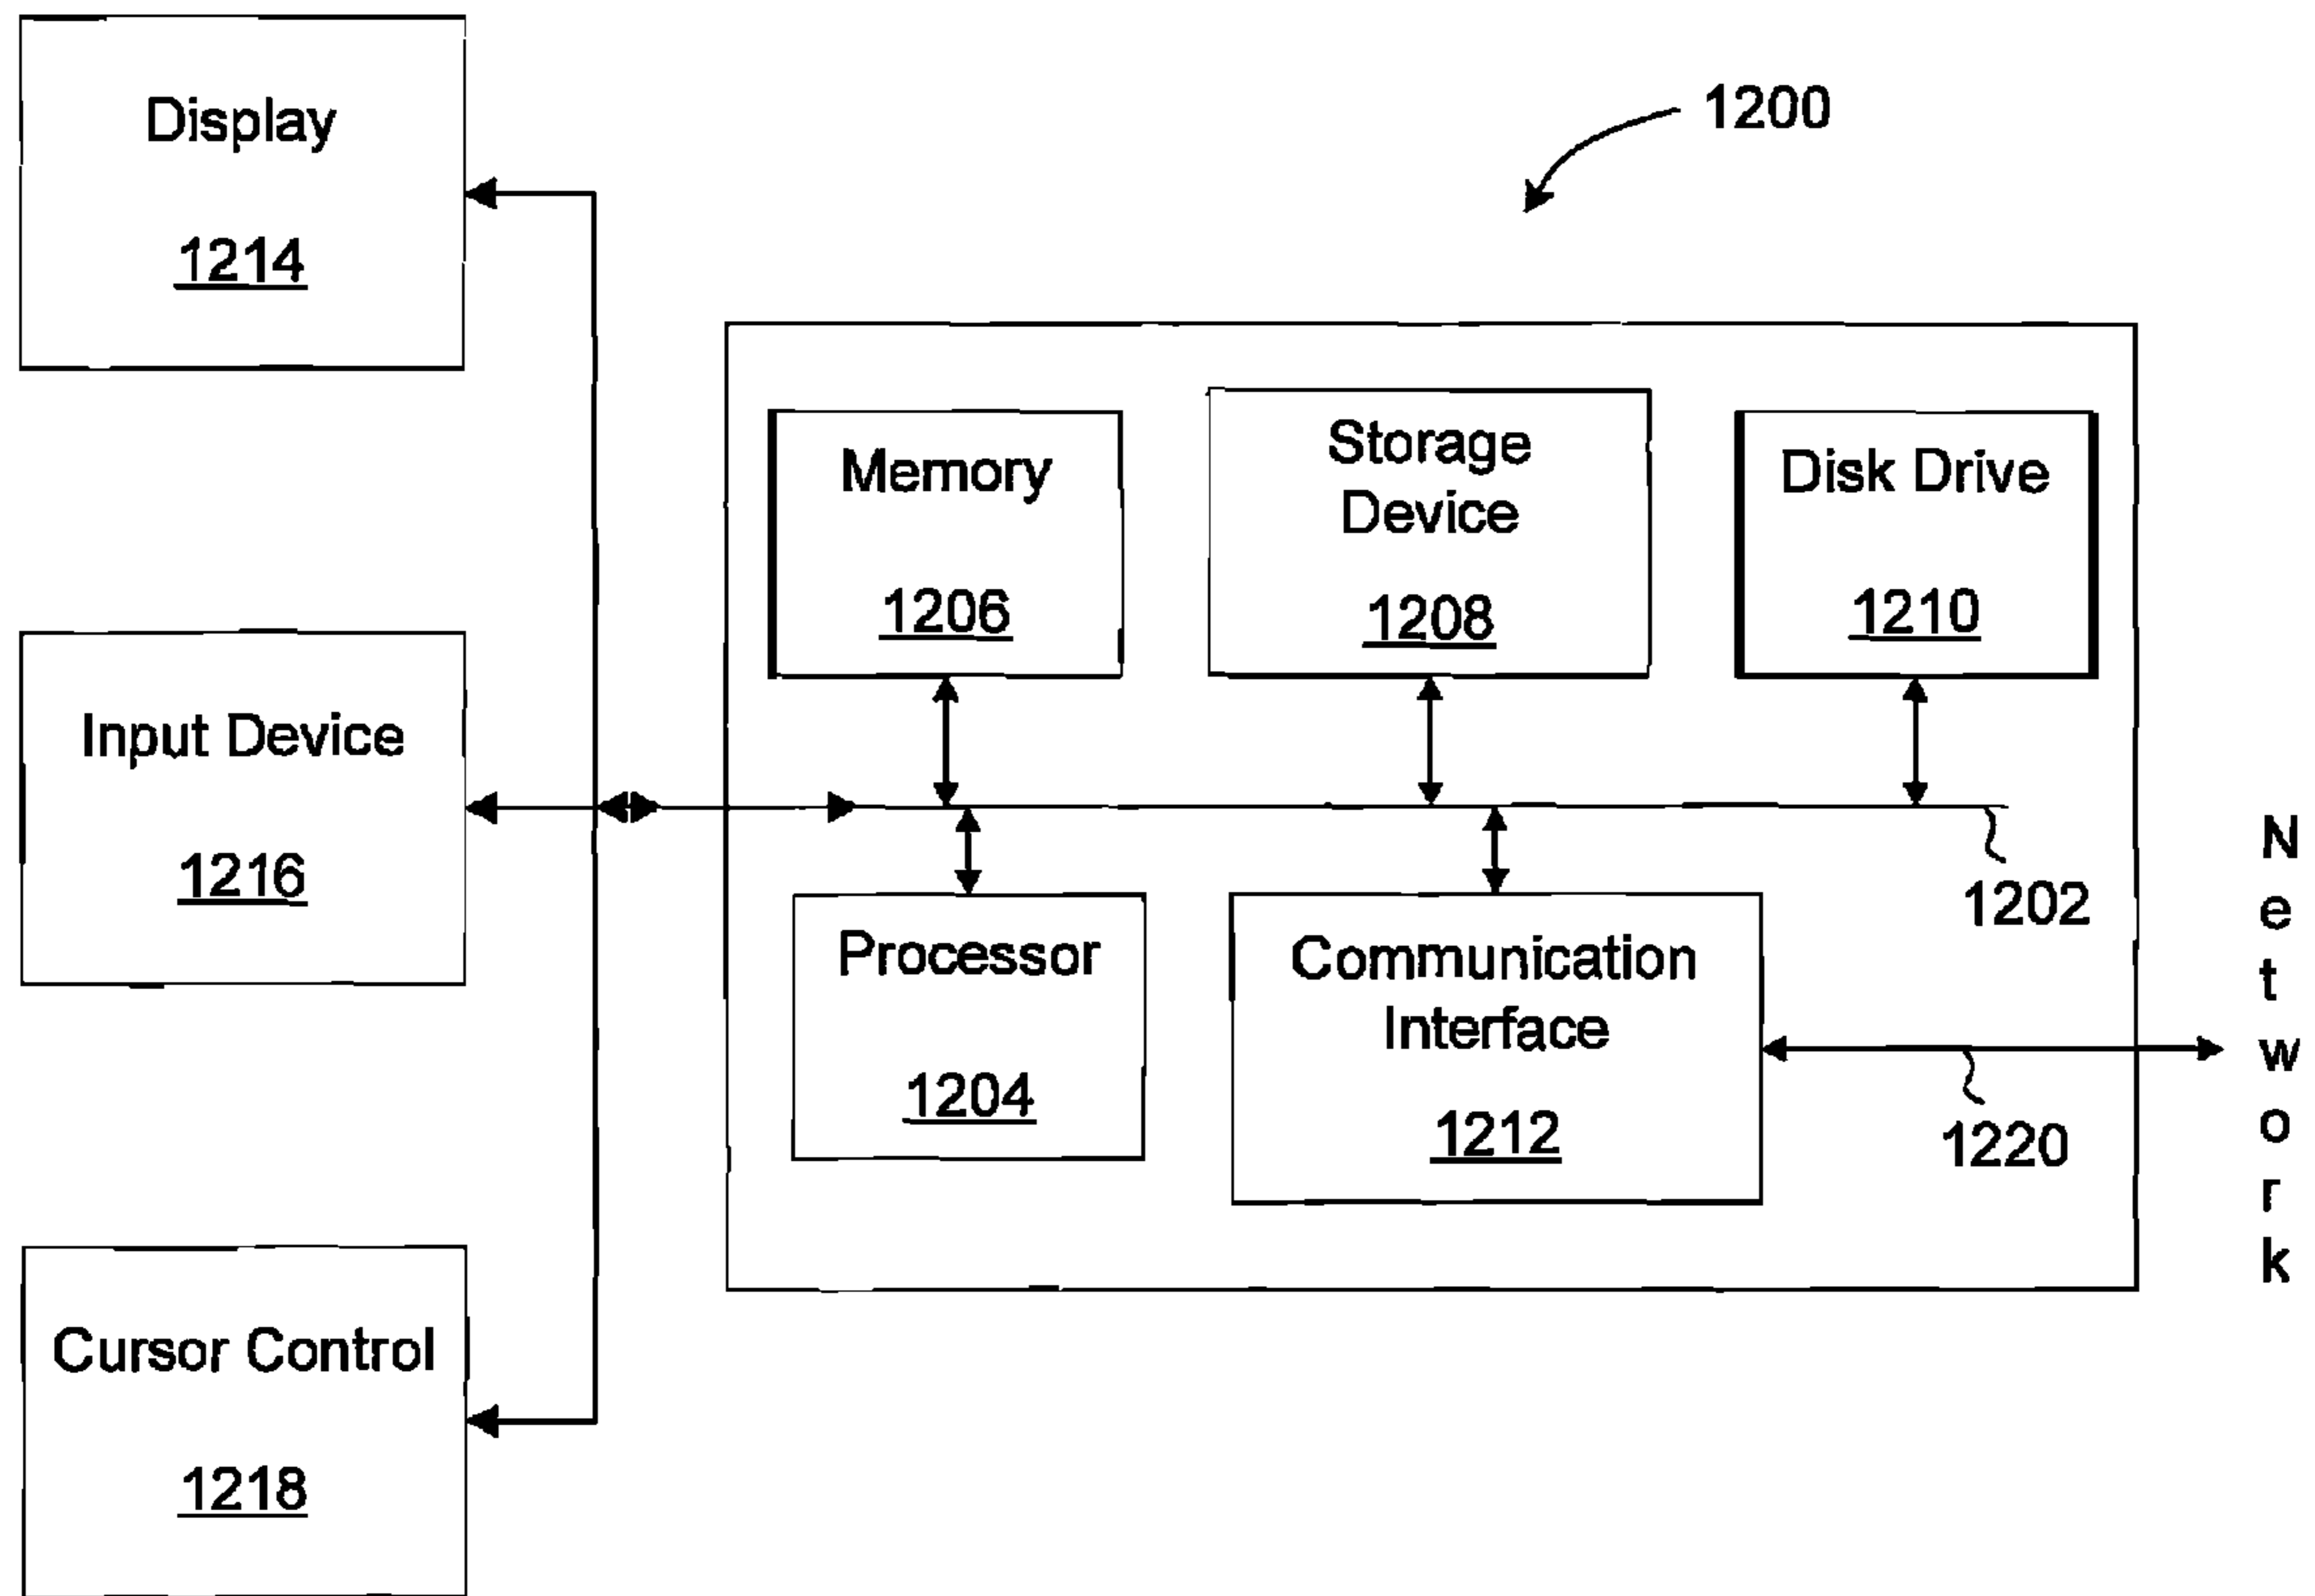 Display
1214
1200
Memory
1206
Storage
Device
1208
Disk Drive
1210
Input Device
1216
1202
Processor
1204
Communication
Interface
1212
1220
Network
Cursor Control
1218